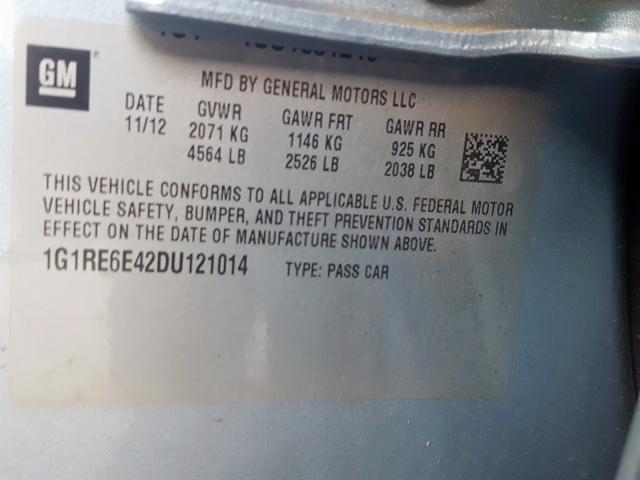 GM
MFD BY GENERAL MOTORS LLC
DATE GVWR GAWR FRT GAWR RR
11/12 2071 KG 1146 KG 925 KG
4564 LB 2526 LB 2038 LB
THIS VEHICLE CONFORMS TO ALL APPLICABLE U.S. FEDERAL MOTOR
VEHICLE SAFETY, BUMPER, AND THEFT PREVENTION STANDARDS IN
EFFECT ON THE DATE OF MANUFACTURE SHOWN ABOVE.
1G1RE6E42DU121014 TYPE: PASS CAR